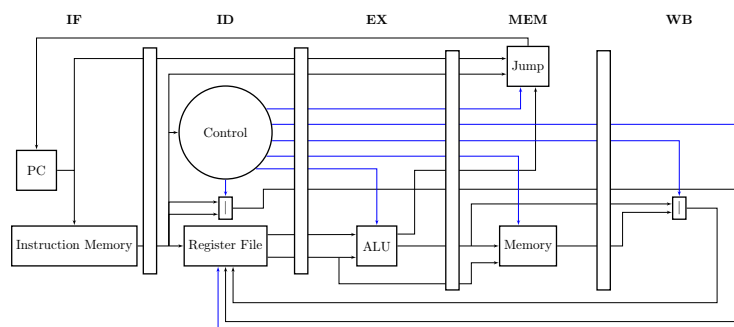 IF ID EX MEM WB
Jump
Control
PC
Instruction Memory Register File ALU Memory